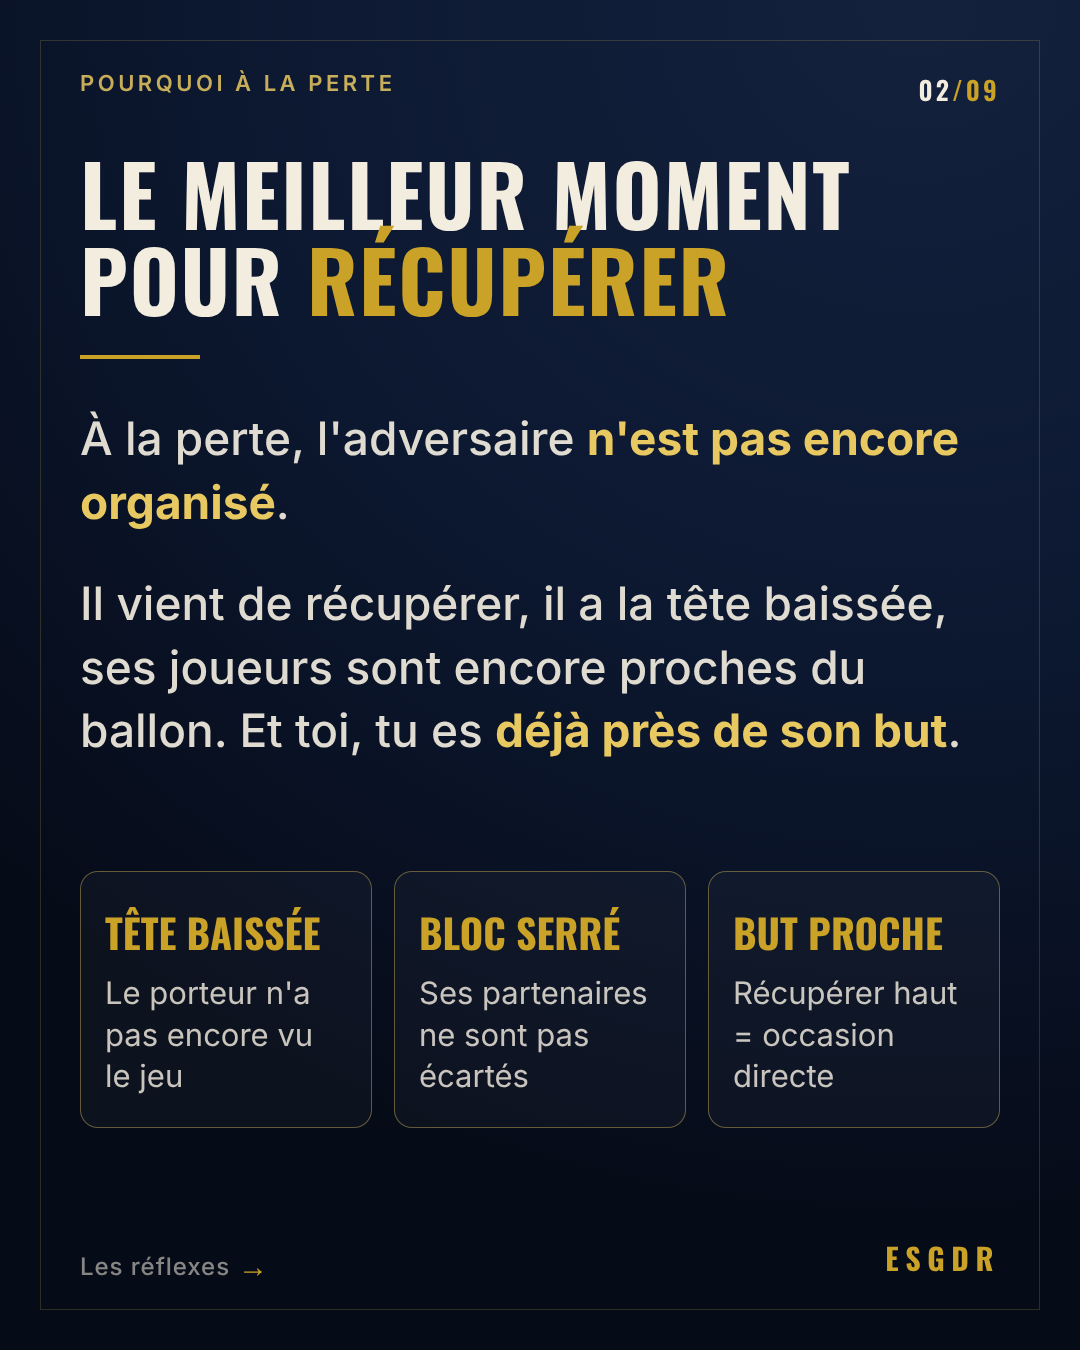 POURQUOI À LA PERTE
02/09
LE MEILLEUR MOMENT
POUR RÉCUPÉRER
À la perte, l'adversaire n'est pas encore
organisé.
Il vient de récupérer, il a la tête baissée,
ses joueurs sont encore proches du
ballon. Et toi, tu es déjà près de son but.
TÊTE BAISSÉE
Le porteur n'a
pas encore vu
le jeu
BLOC SERRÉ
Ses partenaires
ne sont pas
écartés
BUT PROCHE
Récupérer haut
= occasion
directe
Les réflexes →
ESGDR